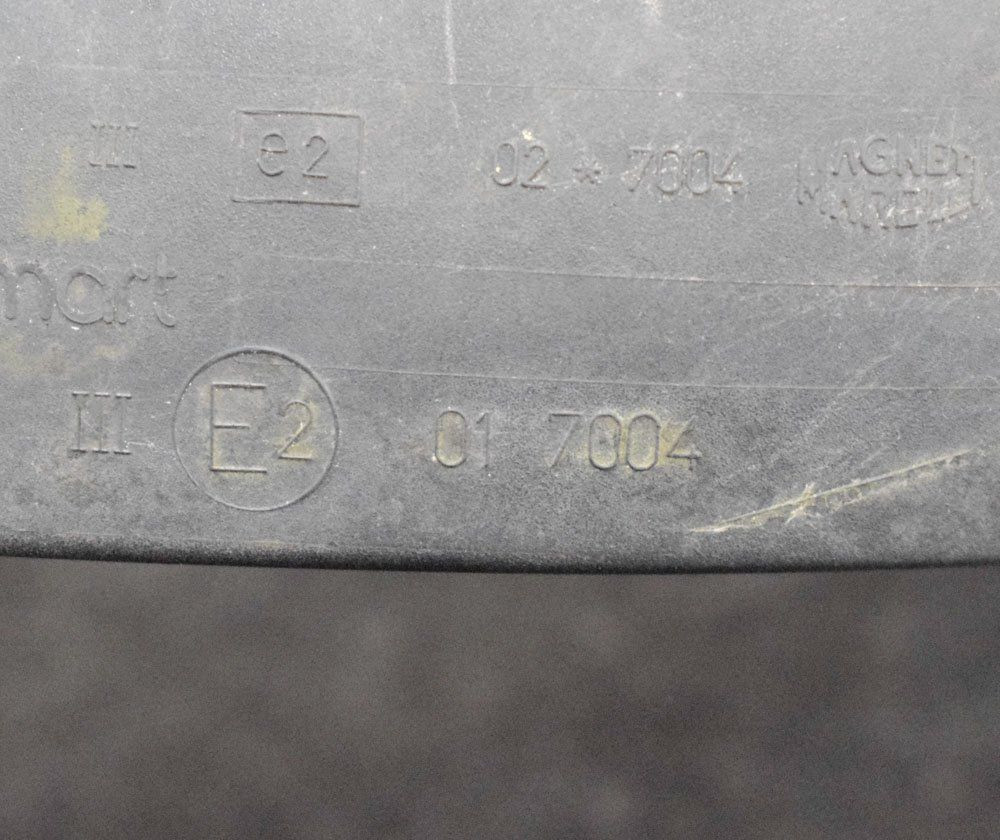 III e2 02 * 7004 MAGNETI MARELLI
mart
III E2 01 7004